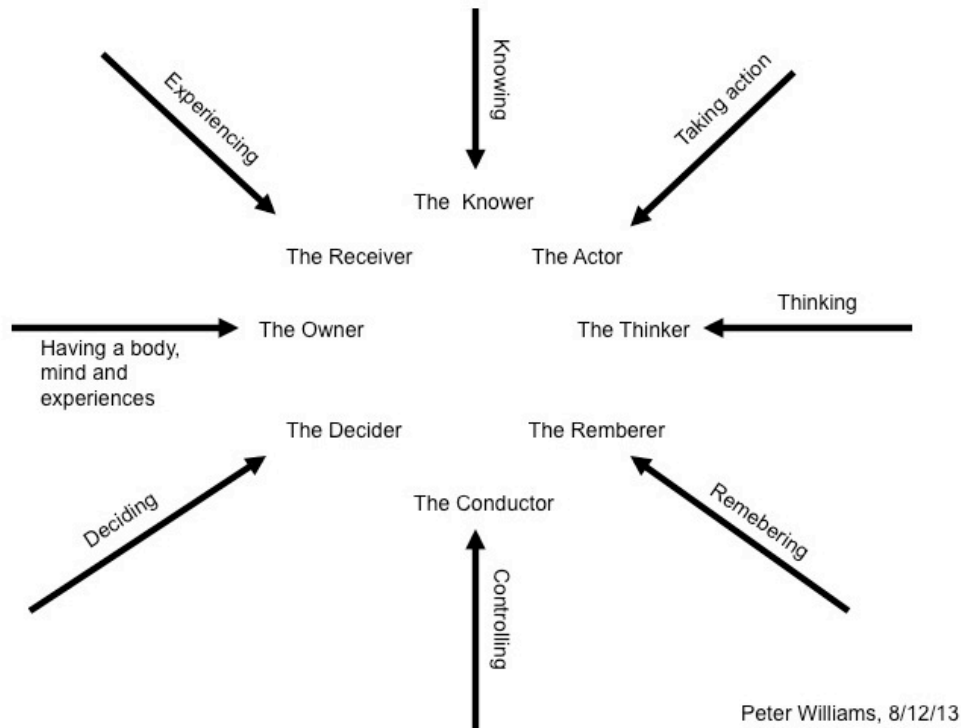 Knowing
Experiencing
Taking action
The Knower
The Receiver
The Actor
Thinking
The Owner
The Thinker
Having a body,
mind and
experiences
The Decider
The Remberer
Deciding
The Conductor
Remebering
Controlling
Peter Williams, 8/12/13